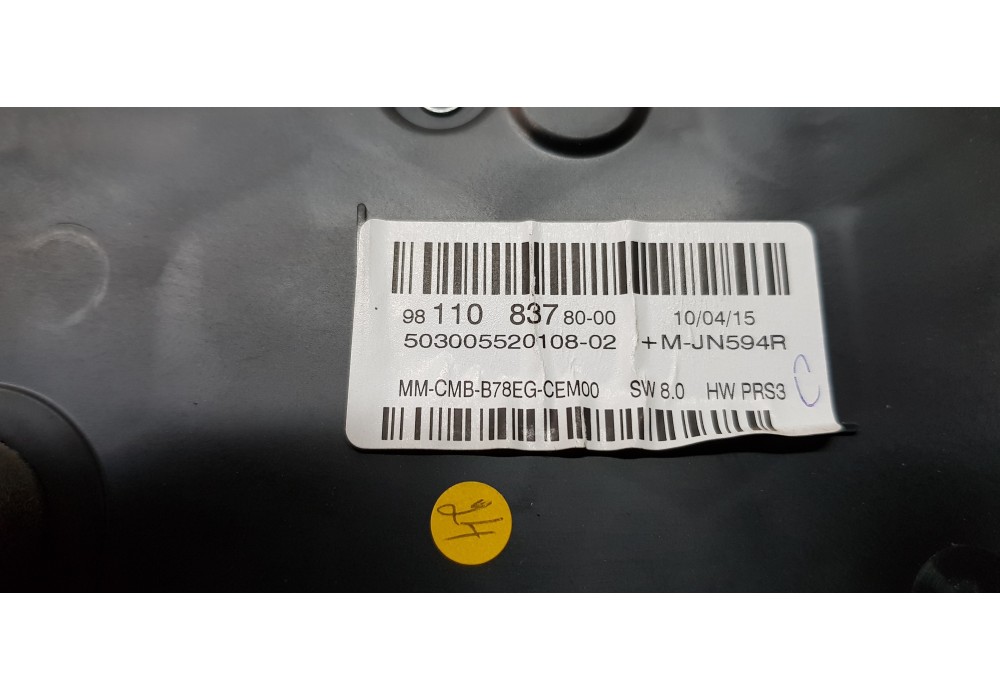 98 110 837 80-00 10/04/15
503005520108-02 +M-JN594R
MM-CMB-B78EG-CEM00 SW 8.0 HW PRS3
C